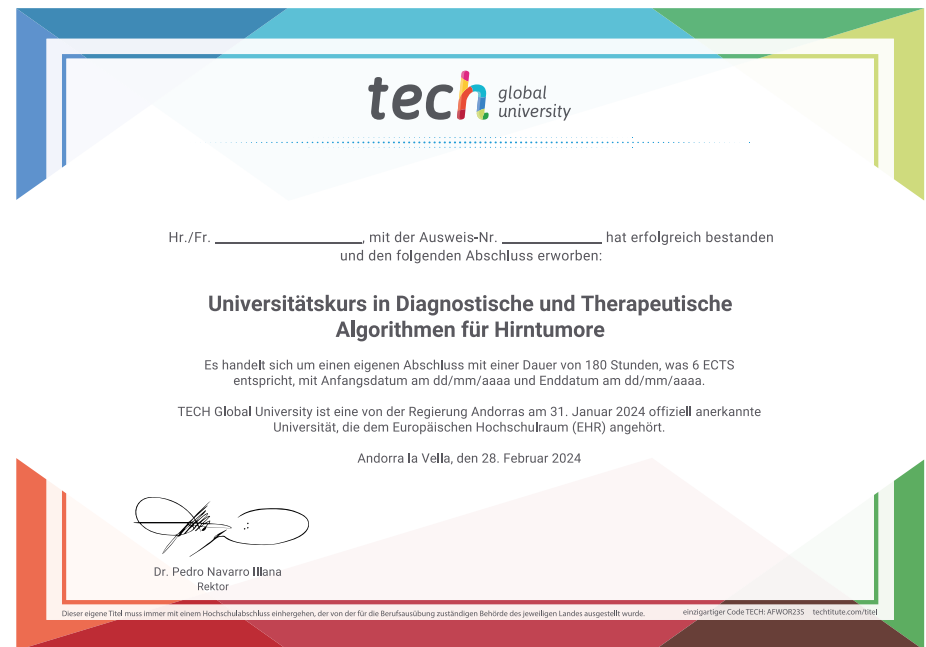 tech global
university
Hr./Fr. ____________________, mit der Ausweis-Nr. ______________ hat erfolgreich bestanden
und den folgenden Abschluss erworben:
Universitätskurs in Diagnostische und Therapeutische
Algorithmen für Hirntumore
Es handelt sich um einen eigenen Abschluss mit einer Dauer von 180 Stunden, was 6 ECTS
entspricht, mit Anfangsdatum am dd/mm/aaaa und Enddatum am dd/mm/aaaa.
TECH Global University ist eine von der Regierung Andorras am 31. Januar 2024 offiziell anerkannte
Universität, die dem Europäischen Hochschulraum (EHR) angehört.
Andorra la Vella, den 28. Februar 2024
Dr. Pedro Navarro Illana
Rektor
Dieser eigene Titel muss immer mit einem Hochschulabschluss einhergehen, der von der für die Berufsausübung zuständigen Behörde des jeweiligen Landes ausgestellt wurde.
einzigartiger Code TECH: AFWOR235 techtitute.com/titel